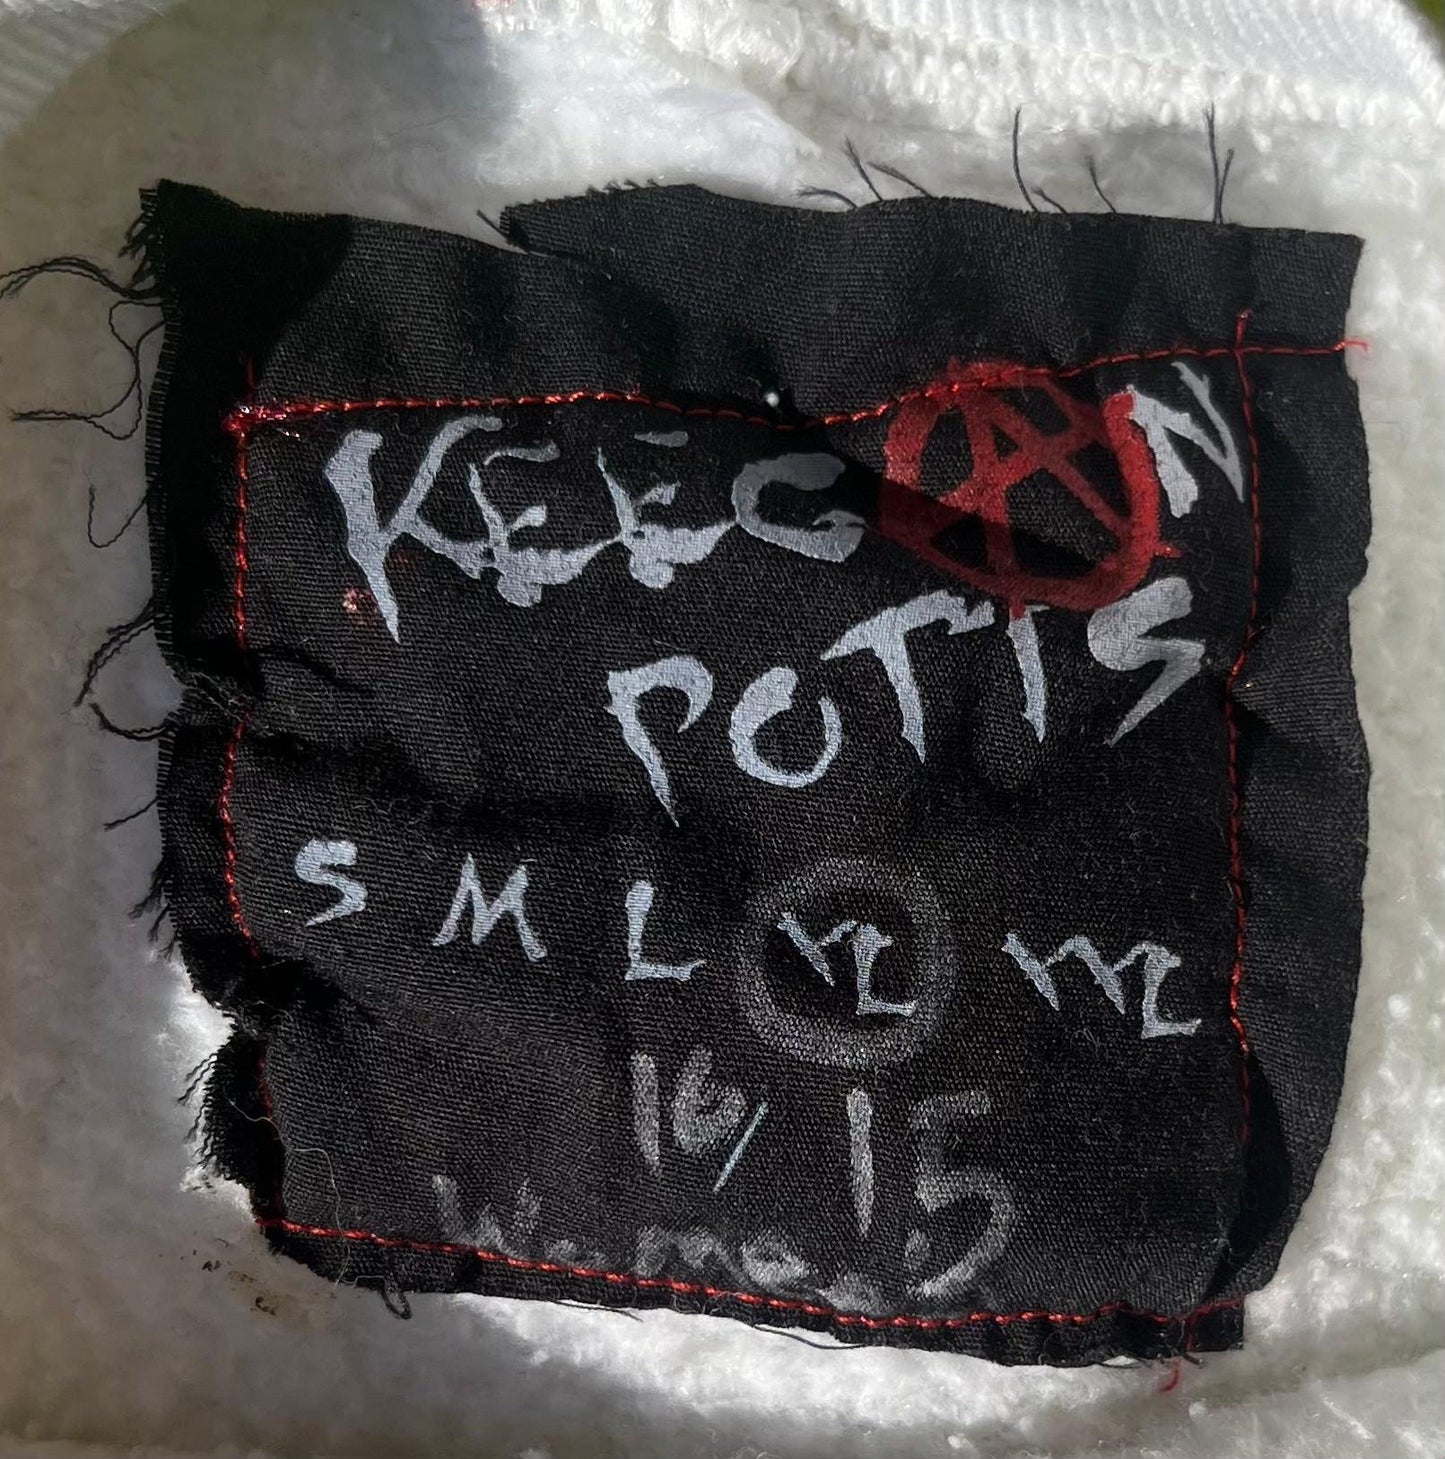 KEEGAN
POTTS
S M L XL XXL
16/15